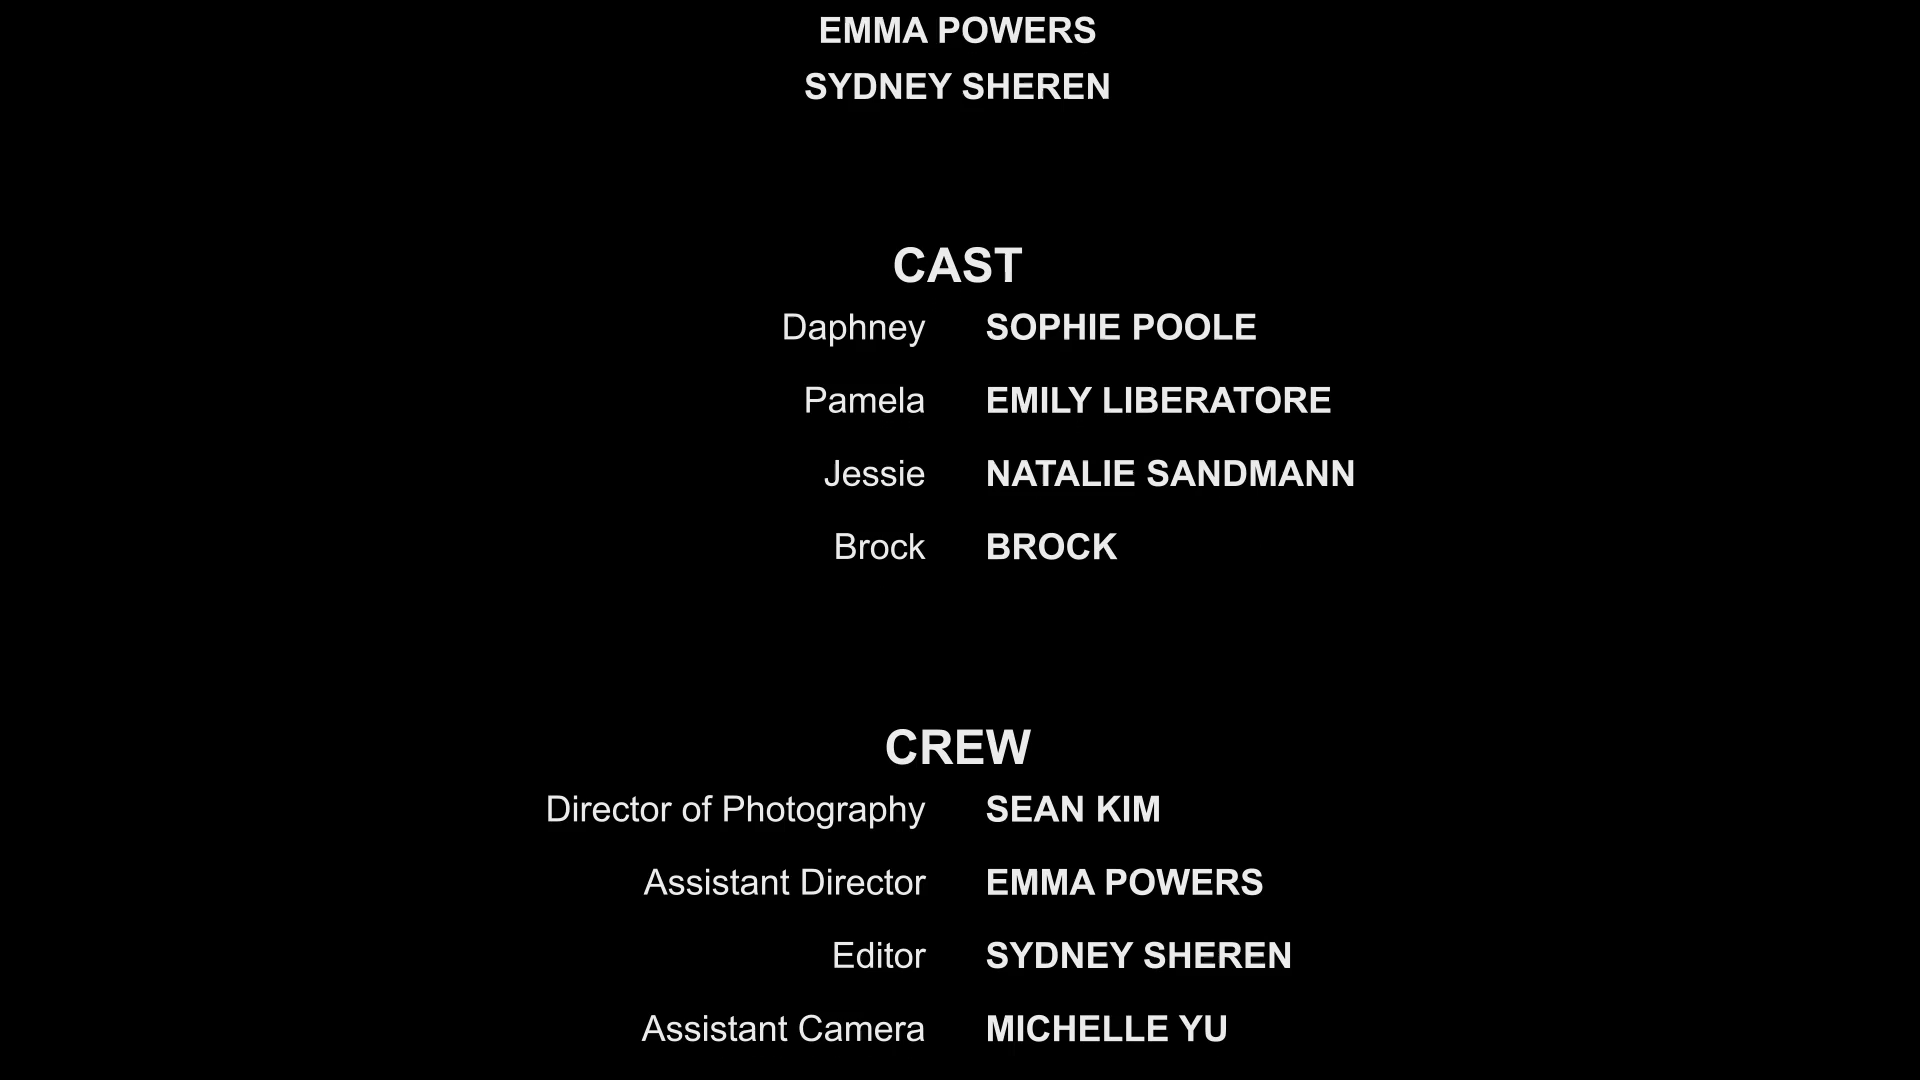 EMMA POWERS
SYDNEY SHEREN
CAST
Daphney SOPHIE POOLE
Pamela EMILY LIBERATORE
Jessie NATALIE SANDMANN
Brock BROCK
CREW
Director of Photography SEAN KIM
Assistant Director EMMA POWERS
Editor SYDNEY SHEREN
Assistant Camera MICHELLE YU